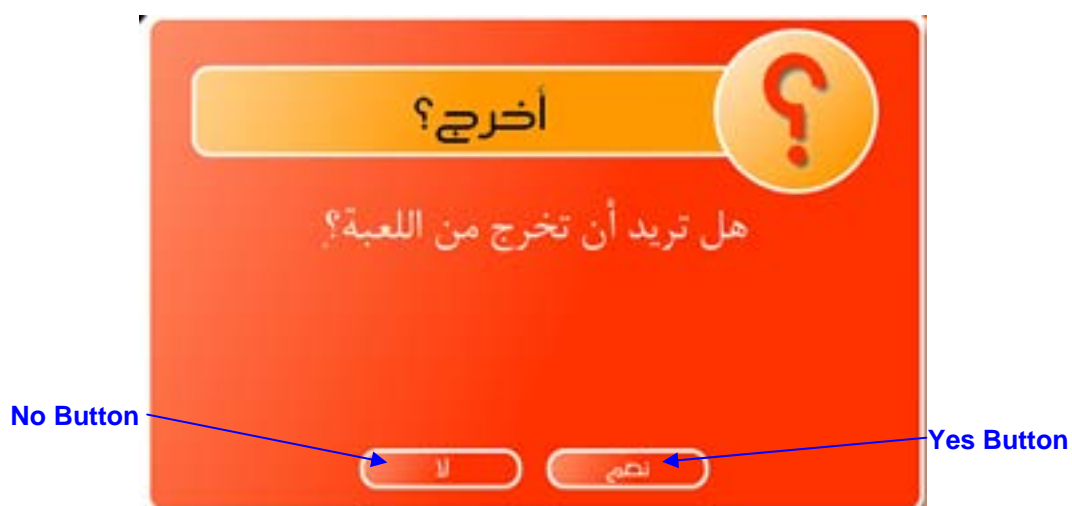 أخرج؟
؟
هل تريد أن تخرج من اللعبة؟
نعم
لا
No Button
Yes Button